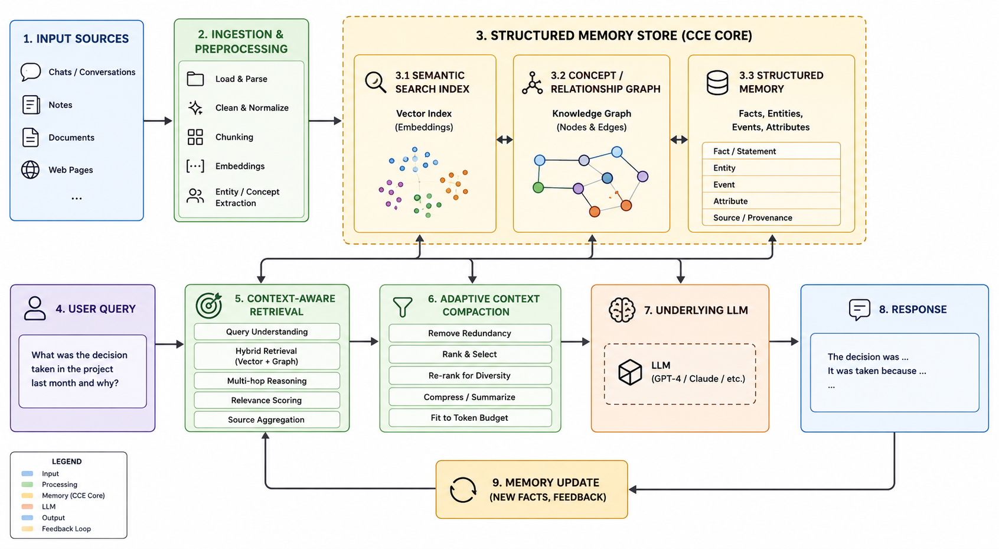 1. INPUT SOURCES
Chats / Conversations
Notes
Documents
Web Pages
...
2. INGESTION &
PREPROCESSING
Load & Parse
Clean & Normalize
Chunking
[...]
Embeddings
Entity / Concept
Extraction
3. STRUCTURED MEMORY STORE (CCE CORE)
3.1 SEMANTIC
SEARCH INDEX
Vector Index
(Embeddings)
3.2 CONCEPT /
RELATIONSHIP GRAPH
Knowledge Graph
(Nodes & Edges)
3.3 STRUCTURED
MEMORY
Facts, Entities,
Events, Attributes
Fact / Statement
Entity
Event
Attribute
Source / Provenance
4. USER QUERY
What was the decision
taken in the project
last month and why?
5. CONTEXT-AWARE
RETRIEVAL
Query Understanding
Hybrid Retrieval
(Vector + Graph)
Multi-hop Reasoning
Relevance Scoring
Source Aggregation
6. ADAPTIVE CONTEXT
COMPACTION
Remove Redundancy
Rank & Select
Re-rank for Diversity
Compress / Summarize
Fit to Token Budget
7. UNDERLYING LLM
LLM
(GPT-4 / Claude / etc.)
8. RESPONSE
The decision was ...
It was taken because ...
...
9. MEMORY UPDATE
(NEW FACTS, FEEDBACK)
LEGEND
Input
Processing
Memory (CCE Core)
LLM
Output
Feedback Loop